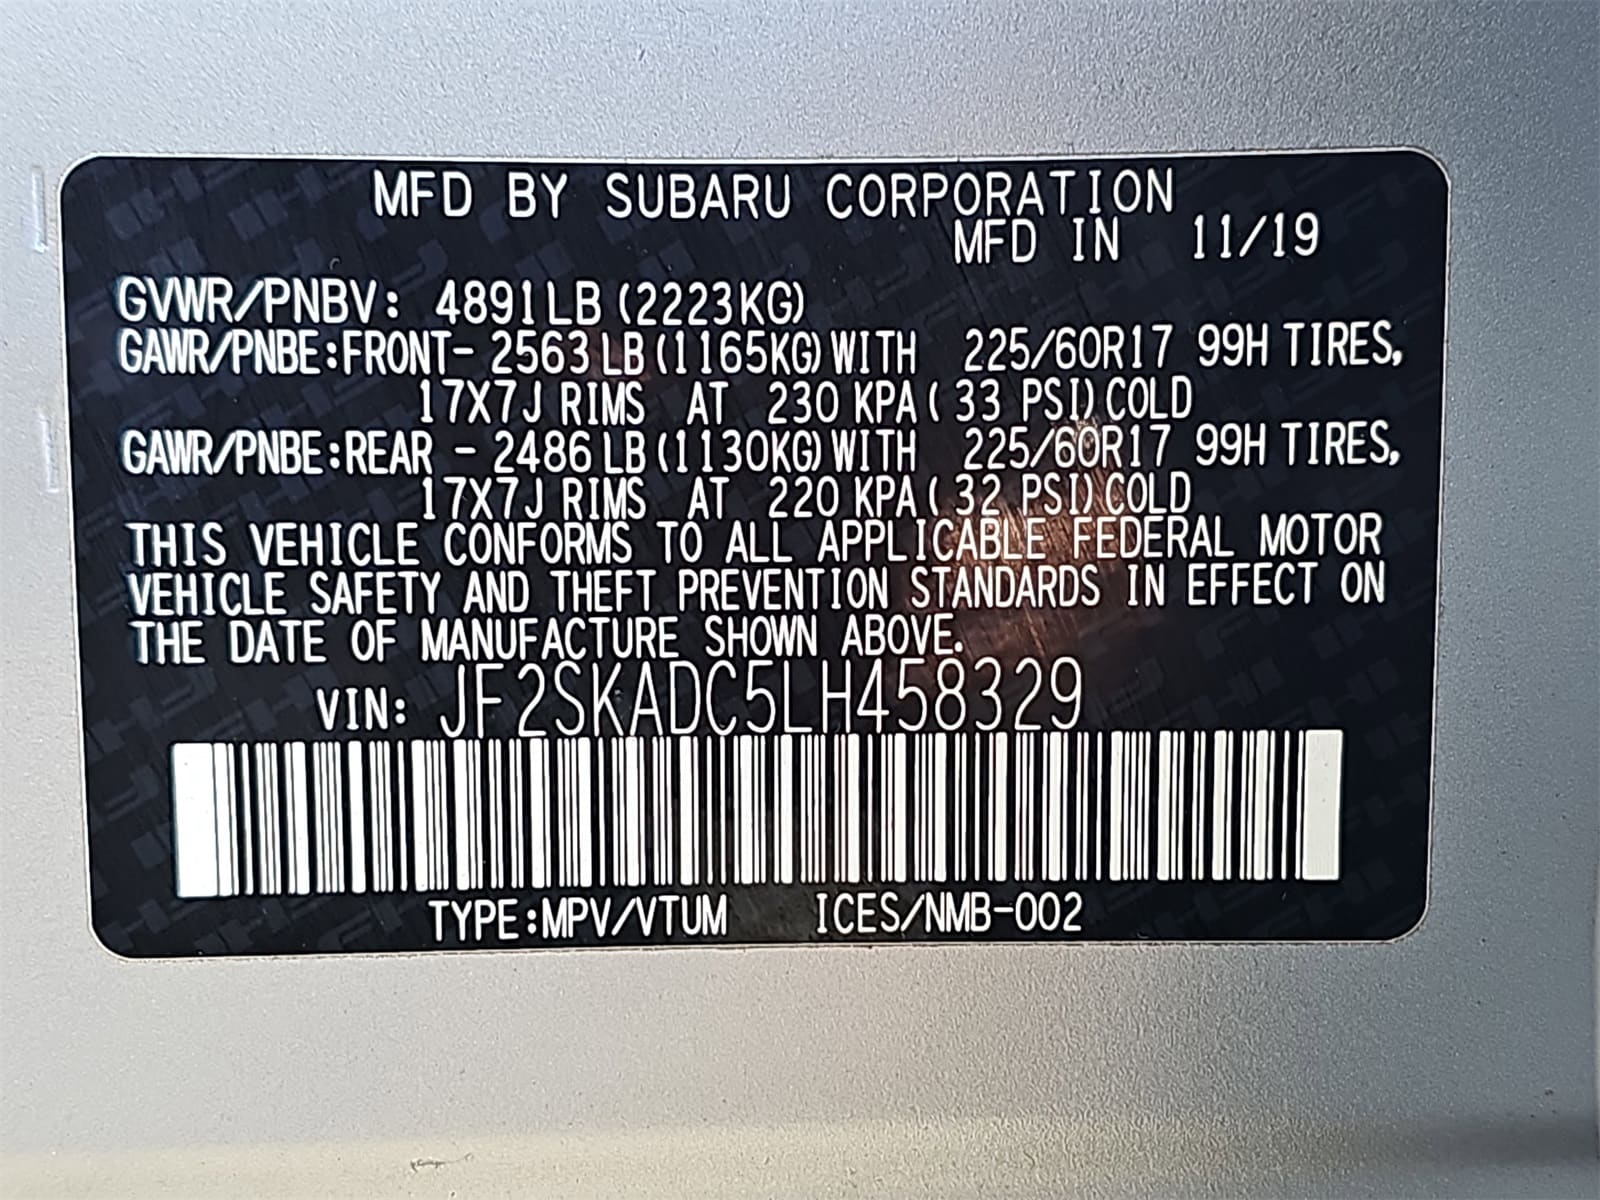 MFD BY SUBARU CORPORATION
MFD IN 11/19
GVWR/PNBV: 4891LB (2223KG)
GAWR/PNBE:FRONT- 2563LB(1165KG)WITH 225/60R17 99H TIRES,
17X7J RIMS AT 230 KPA( 33 PSI)COLD
GAWR/PNBE:REAR - 2486LB(1130KG)WITH 225/60R17 99H TIRES,
17X7J RIMS AT 220 KPA( 32 PSI)COLD
THIS VEHICLE CONFORMS TO ALL APPLICABLE FEDERAL MOTOR
VEHICLE SAFETY AND THEFT PREVENTION STANDARDS IN EFFECT ON
THE DATE OF MANUFACTURE SHOWN ABOVE.
VIN: JF2SKADC5LH458329
TYPE:MPV/VTUM ICES/NMB-002